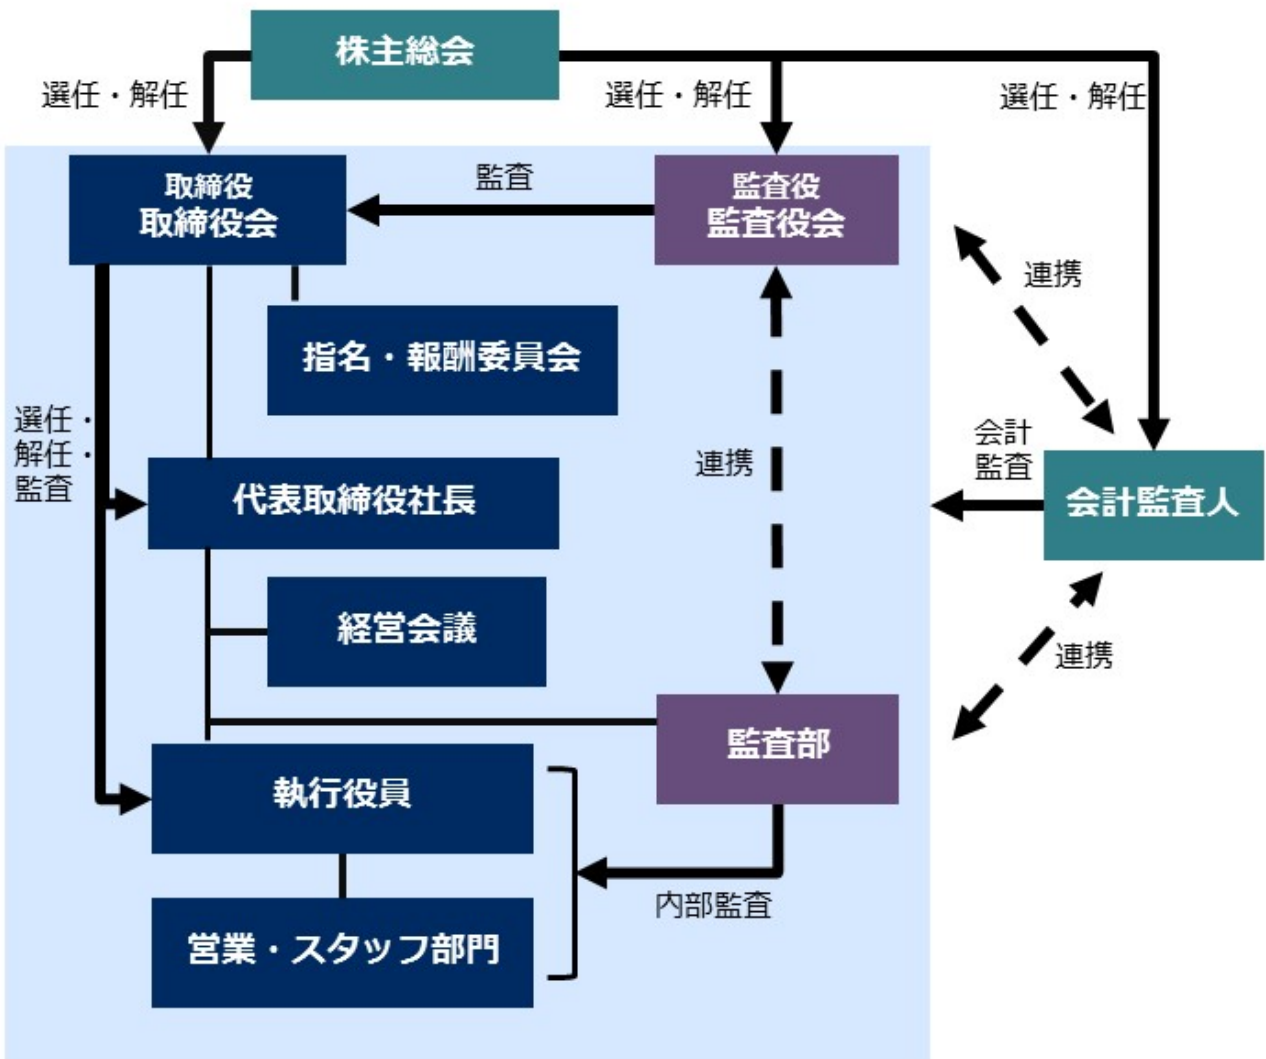 株主総会
選任・解任
選任・解任
選任・解任
取締役
取締役会
監査
監査役
監査役会
連携
指名・報酬委員会
選任・
解任・
監査
連携
会計
監査
代表取締役社長
会計監査人
経営会議
連携
監査部
執行役員
内部監査
営業・スタッフ部門